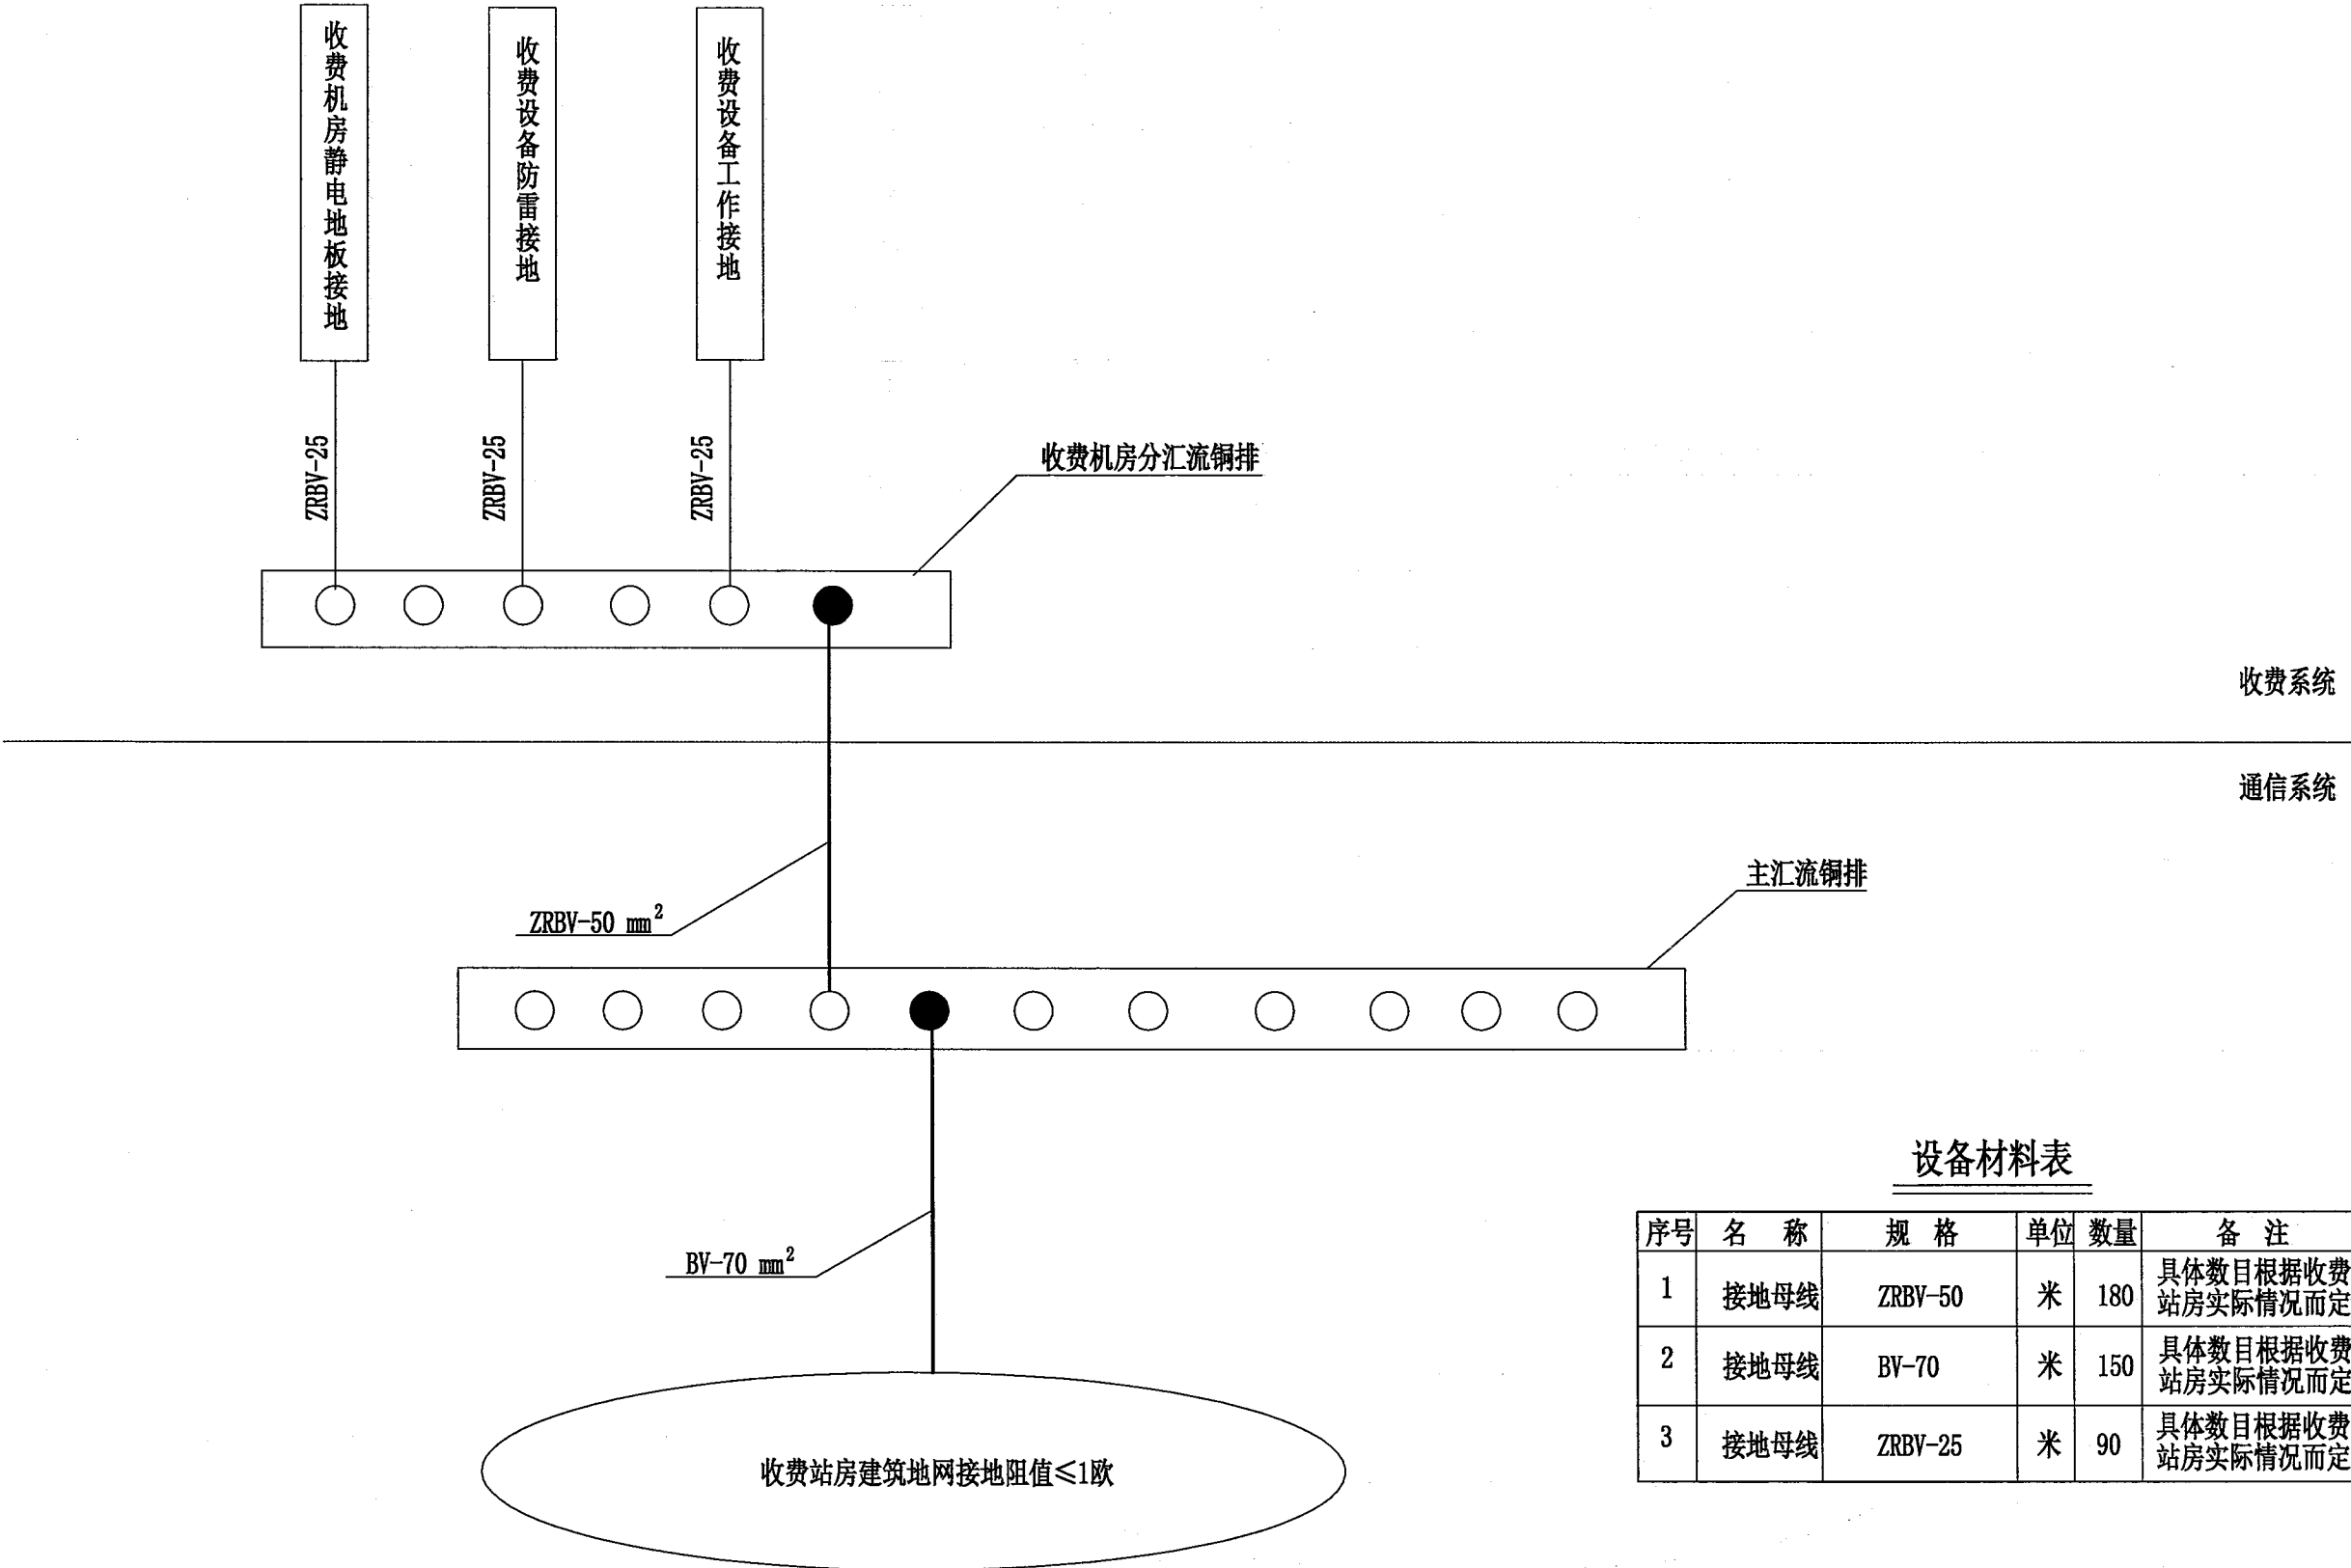 收费机房静电地板接地
收费设备防雷接地
收费设备工作接地
ZRBV-25
ZRBV-25
ZRBV-25
收费机房分汇流铜排
收费系统
通信系统
主汇流铜排
ZRBV-50 mm²
BV-70 mm²
收费站房建筑地网接地阻值≤1欧
设备材料表
序号 名 称 规 格 单位 数量 备 注
1 接地母线 ZRBV-50 米 180 具体数目根据收费
站房实际情况而定
2 接地母线 BV-70 米 150 具体数目根据收费
站房实际情况而定
3 接地母线 ZRBV-25 米 90 具体数目根据收费
站房实际情况而定